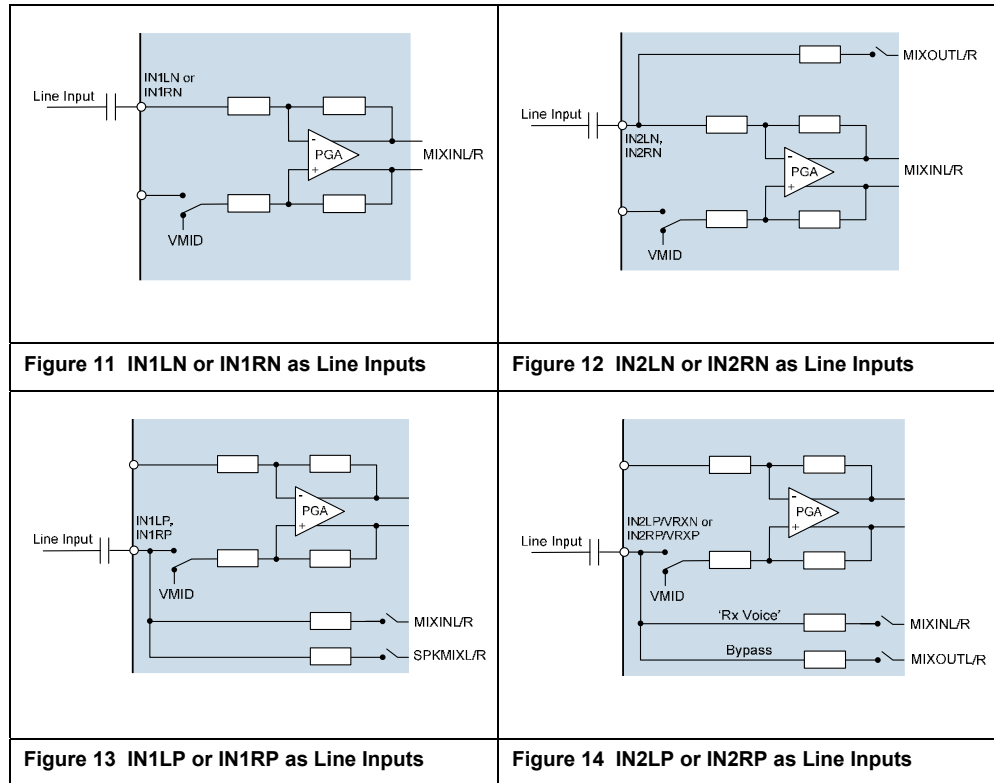 IN1LN or
IN1RN
Line Input
-
PGA
+
MIXINL/R
VMID
Figure 11 IN1LN or IN1RN as Line Inputs
MIXOUTL/R
Line Input
IN2LN,
IN2RN
-
PGA
+
MIXINL/R
VMID
Figure 12 IN2LN or IN2RN as Line Inputs
-
PGA
+
IN1LP,
IN1RP
Line Input
VMID
MIXINL/R
SPKMIXL/R
Figure 13 IN1LP or IN1RP as Line Inputs
-
PGA
+
IN2LP/VRXN or
IN2RP/VRXP
Line Input
VMID
'Rx Voice'
MIXINL/R
Bypass
MIXOUTL/R
Figure 14 IN2LP or IN2RP as Line Inputs